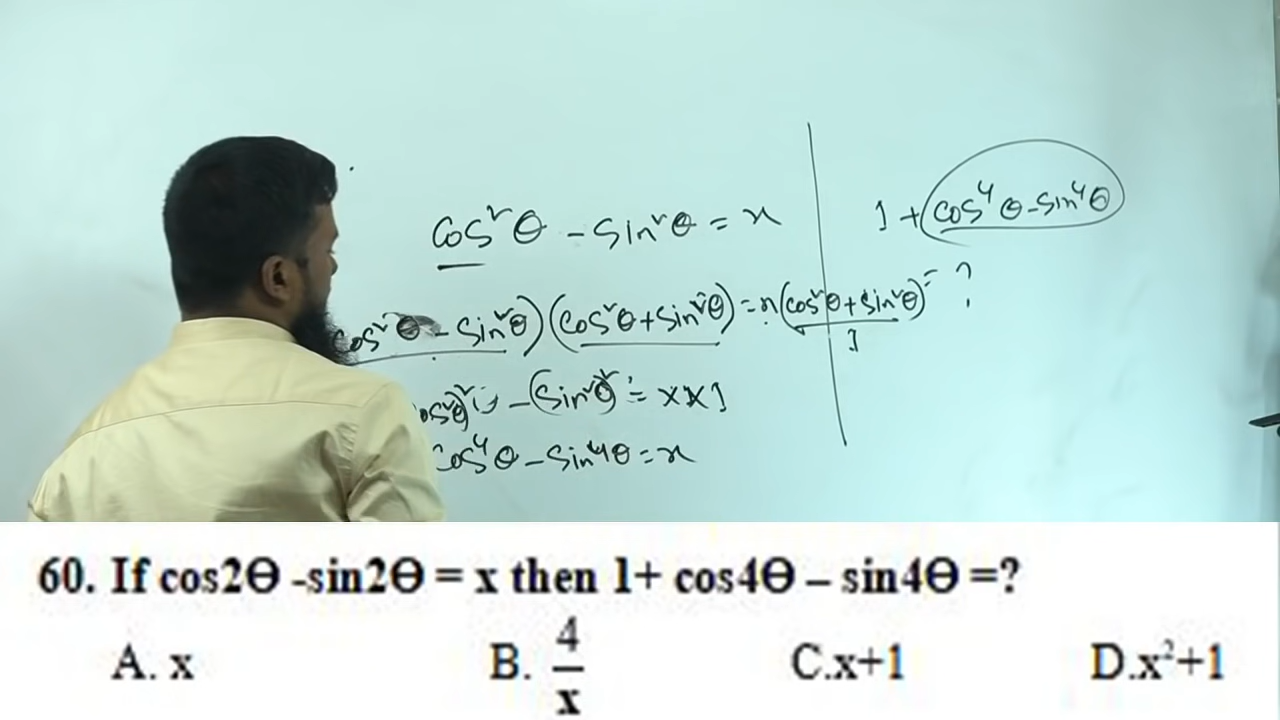 cos²θ - sin²θ = x
1 + cos⁴θ - sin⁴θ
= ?
cos²θ - sin²θ)(cos²θ + sin²θ) = x(cos²θ + sin²θ)
1
- (sin²θ)² = x × 1
cos⁴θ - sin⁴θ = x
60. If cos2Θ -sin2Θ = x then 1+ cos4Θ – sin4Θ =?
A. x B. 4/x C.x+1 D.x²+1